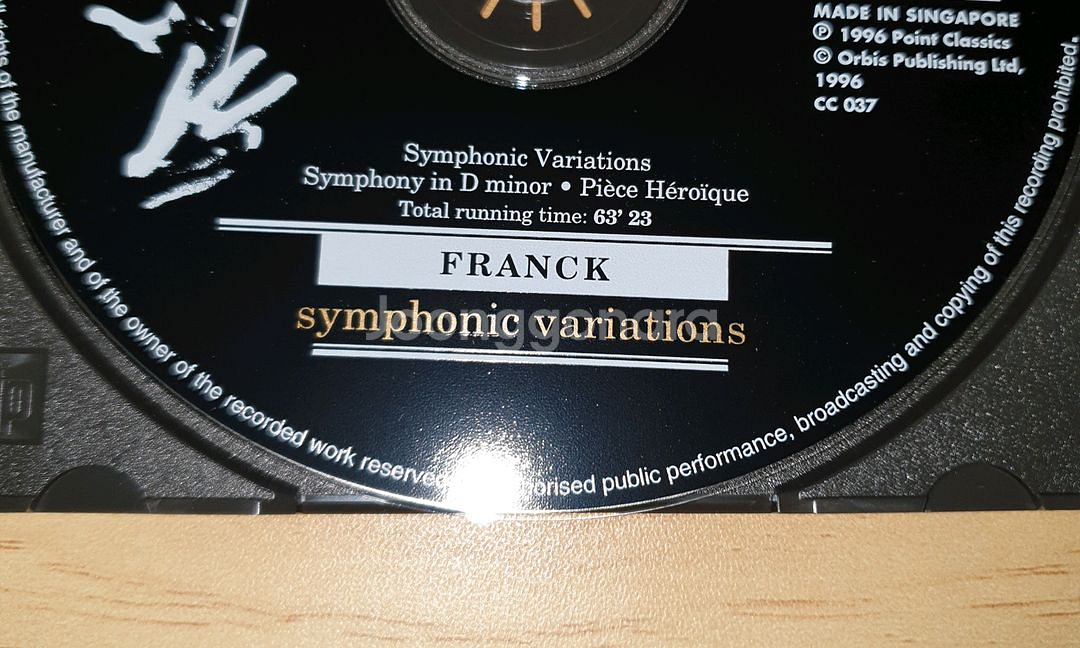 MADE IN SINGAPORE
℗ 1996 Point Classics
© Orbis Publishing Ltd,
1996
CC 037
Symphonic Variations
Symphony in D minor • Pièce Héroïque
Total running time: 63' 23
FRANCK
symphonic variations
Joonggonara
rights of the manufacturer and of the owner of the recorded work reserved
public performance, broadcasting and copying of this recording prohibited.